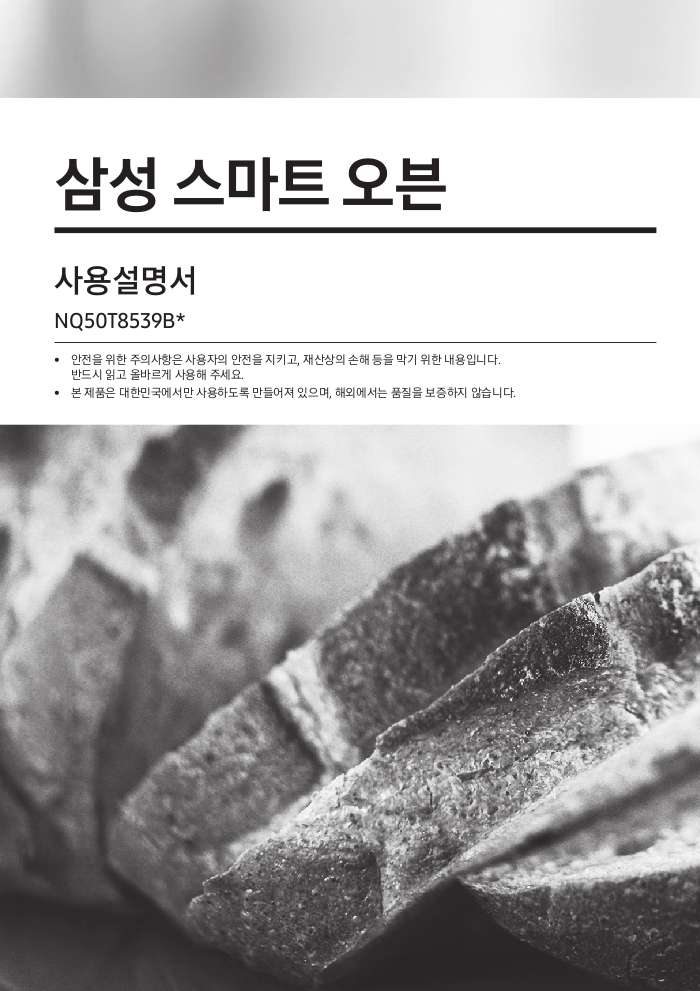 삼성 스마트 오븐
사용설명서
NQ50T8539B*
• 안전을 위한 주의사항은 사용자의 안전을 지키고, 재산상의 손해 등을 막기 위한 내용입니다.
반드시 읽고 올바르게 사용해 주세요.
• 본 제품은 대한민국에서만 사용하도록 만들어져 있으며, 해외에서는 품질을 보증하지 않습니다.